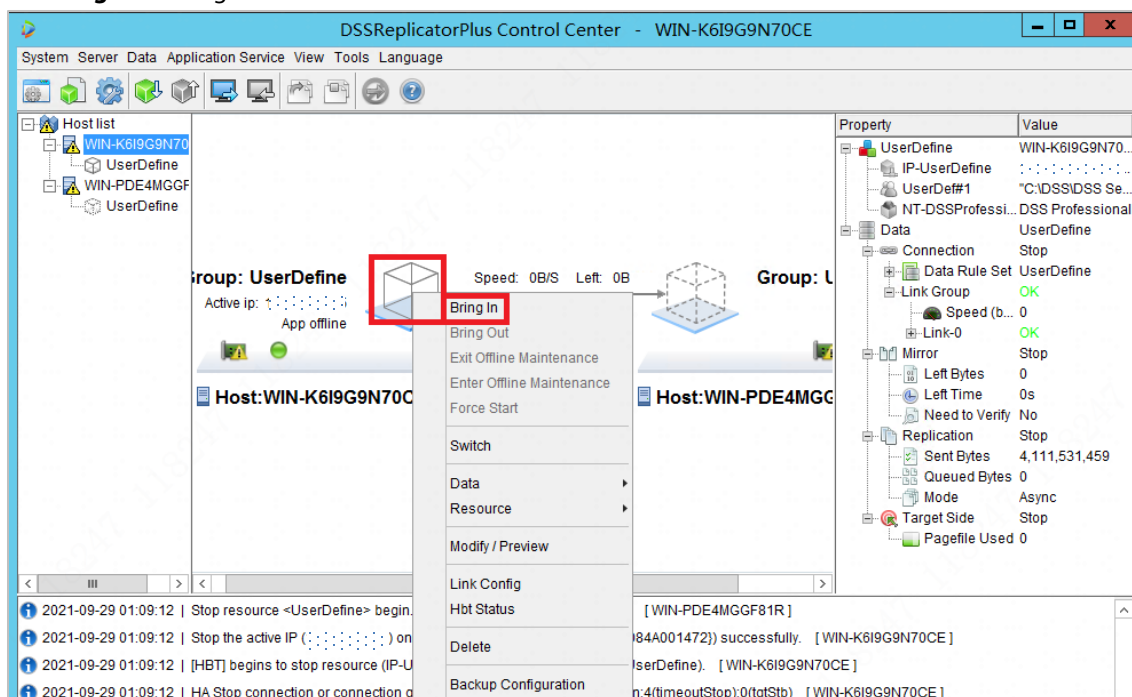 DSSReplicatorPlus Control Center - WIN-K6I9G9N70CE
System Server Data Application Service View Tools Language
Host list
WIN-K6I9G9N70
UserDefine
WIN-PDE4MGGF
UserDefine
Group: UserDefine
Active ip:
App offline
Host:WIN-K6I9G9N70C
Speed: 0B/S Left: 0B
Group: U
Host:WIN-PDE4MGG
Bring In
Bring Out
Exit Offline Maintenance
Enter Offline Maintenance
Force Start
Switch
Data
Resource
Modify / Preview
Link Config
Hbt Status
Delete
Backup Configuration
Property Value
UserDefine WIN-K6I9G9N70...
IP-UserDefine
UserDef#1 "C:\DSS\DSS Se...
NT-DSSProfessi... DSS Professional
Data UserDefine
Connection Stop
Data Rule Set UserDefine
Link Group OK
Speed (b... 0
Link-0 OK
Mirror Stop
Left Bytes 0
Left Time 0s
Need to Verify No
Replication Stop
Sent Bytes 4,111,531,459
Queued Bytes 0
Mode Async
Target Side Stop
Pagefile Used 0
2021-09-29 01:09:12 | Stop resource <UserDefine> begin. [ WIN-PDE4MGGF81R ]
2021-09-29 01:09:12 | Stop the active IP ( ) on 84A001472}) successfully. [ WIN-K6I9G9N70CE ]
2021-09-29 01:09:12 | [HBT] begins to stop resource (IP-U serDefine). [ WIN-K6I9G9N70CE ]
2021-09-29 01:09:12 | HA Stop connection or connection g n:4(timeoutStop):0(tgtStb) [ WIN-K6I9G9N70CE ]